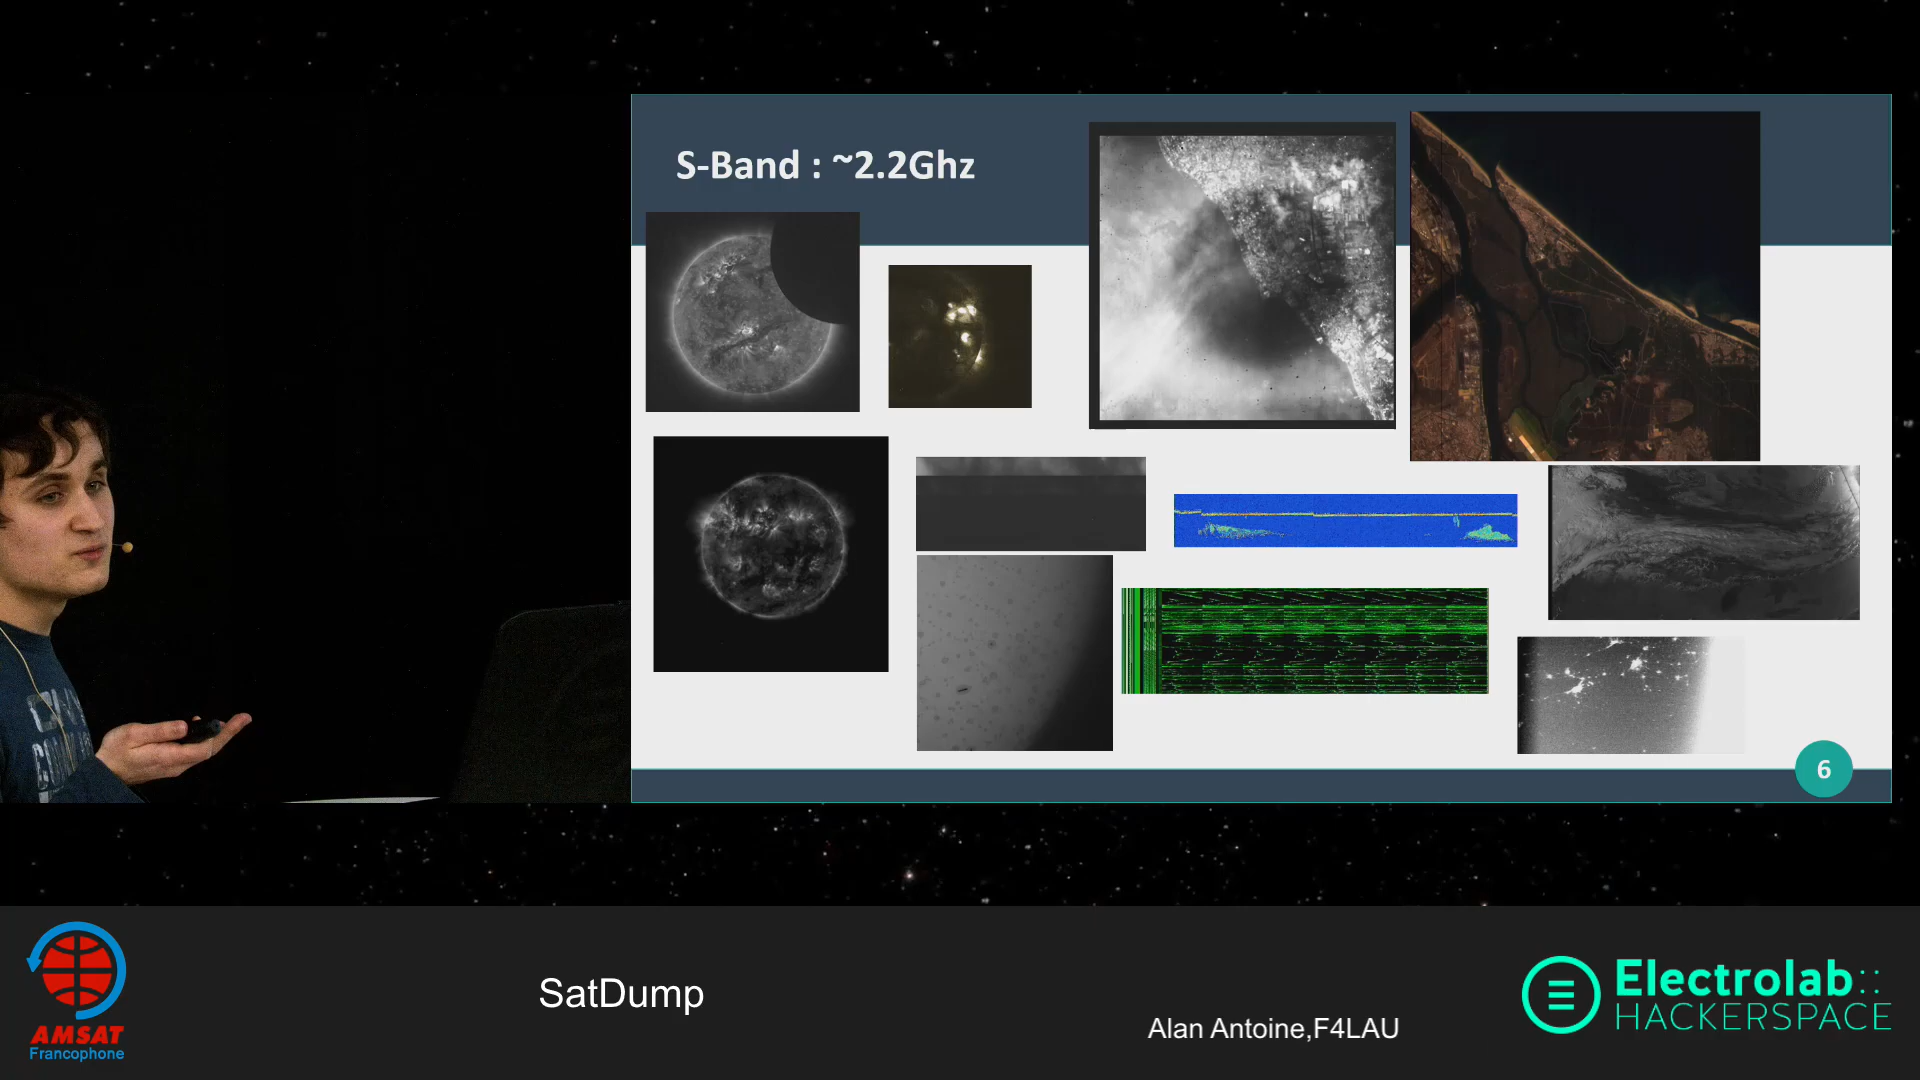 S-Band : ~2.2Ghz
6
AMSAT
Francophone
SatDump
Alan Antoine,F4LAU
Electrolab
HACKERSPACE